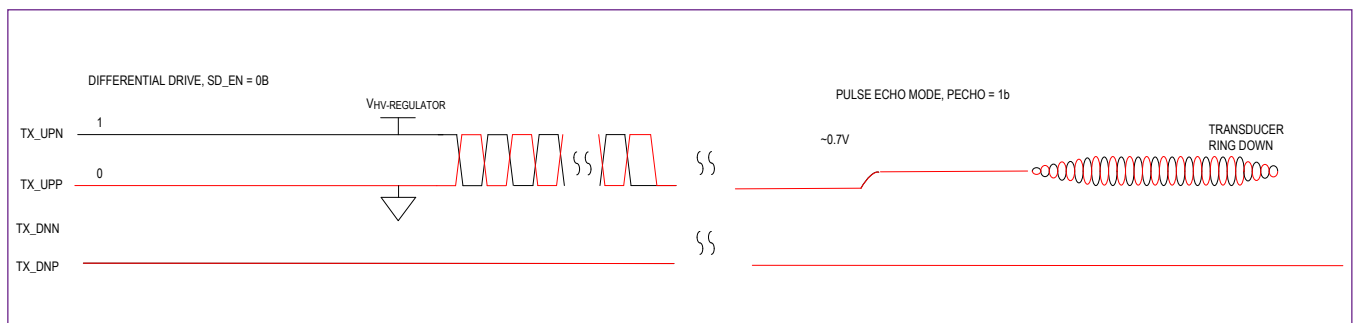 DIFFERENTIAL DRIVE, SD_EN = 0B
VHV-REGULATOR
PULSE ECHO MODE, PECHO = 1b
TX_UPN
1
~0.7V
TRANSDUCER
RING DOWN
TX_UPP
0
TX_DNN
TX_DNP